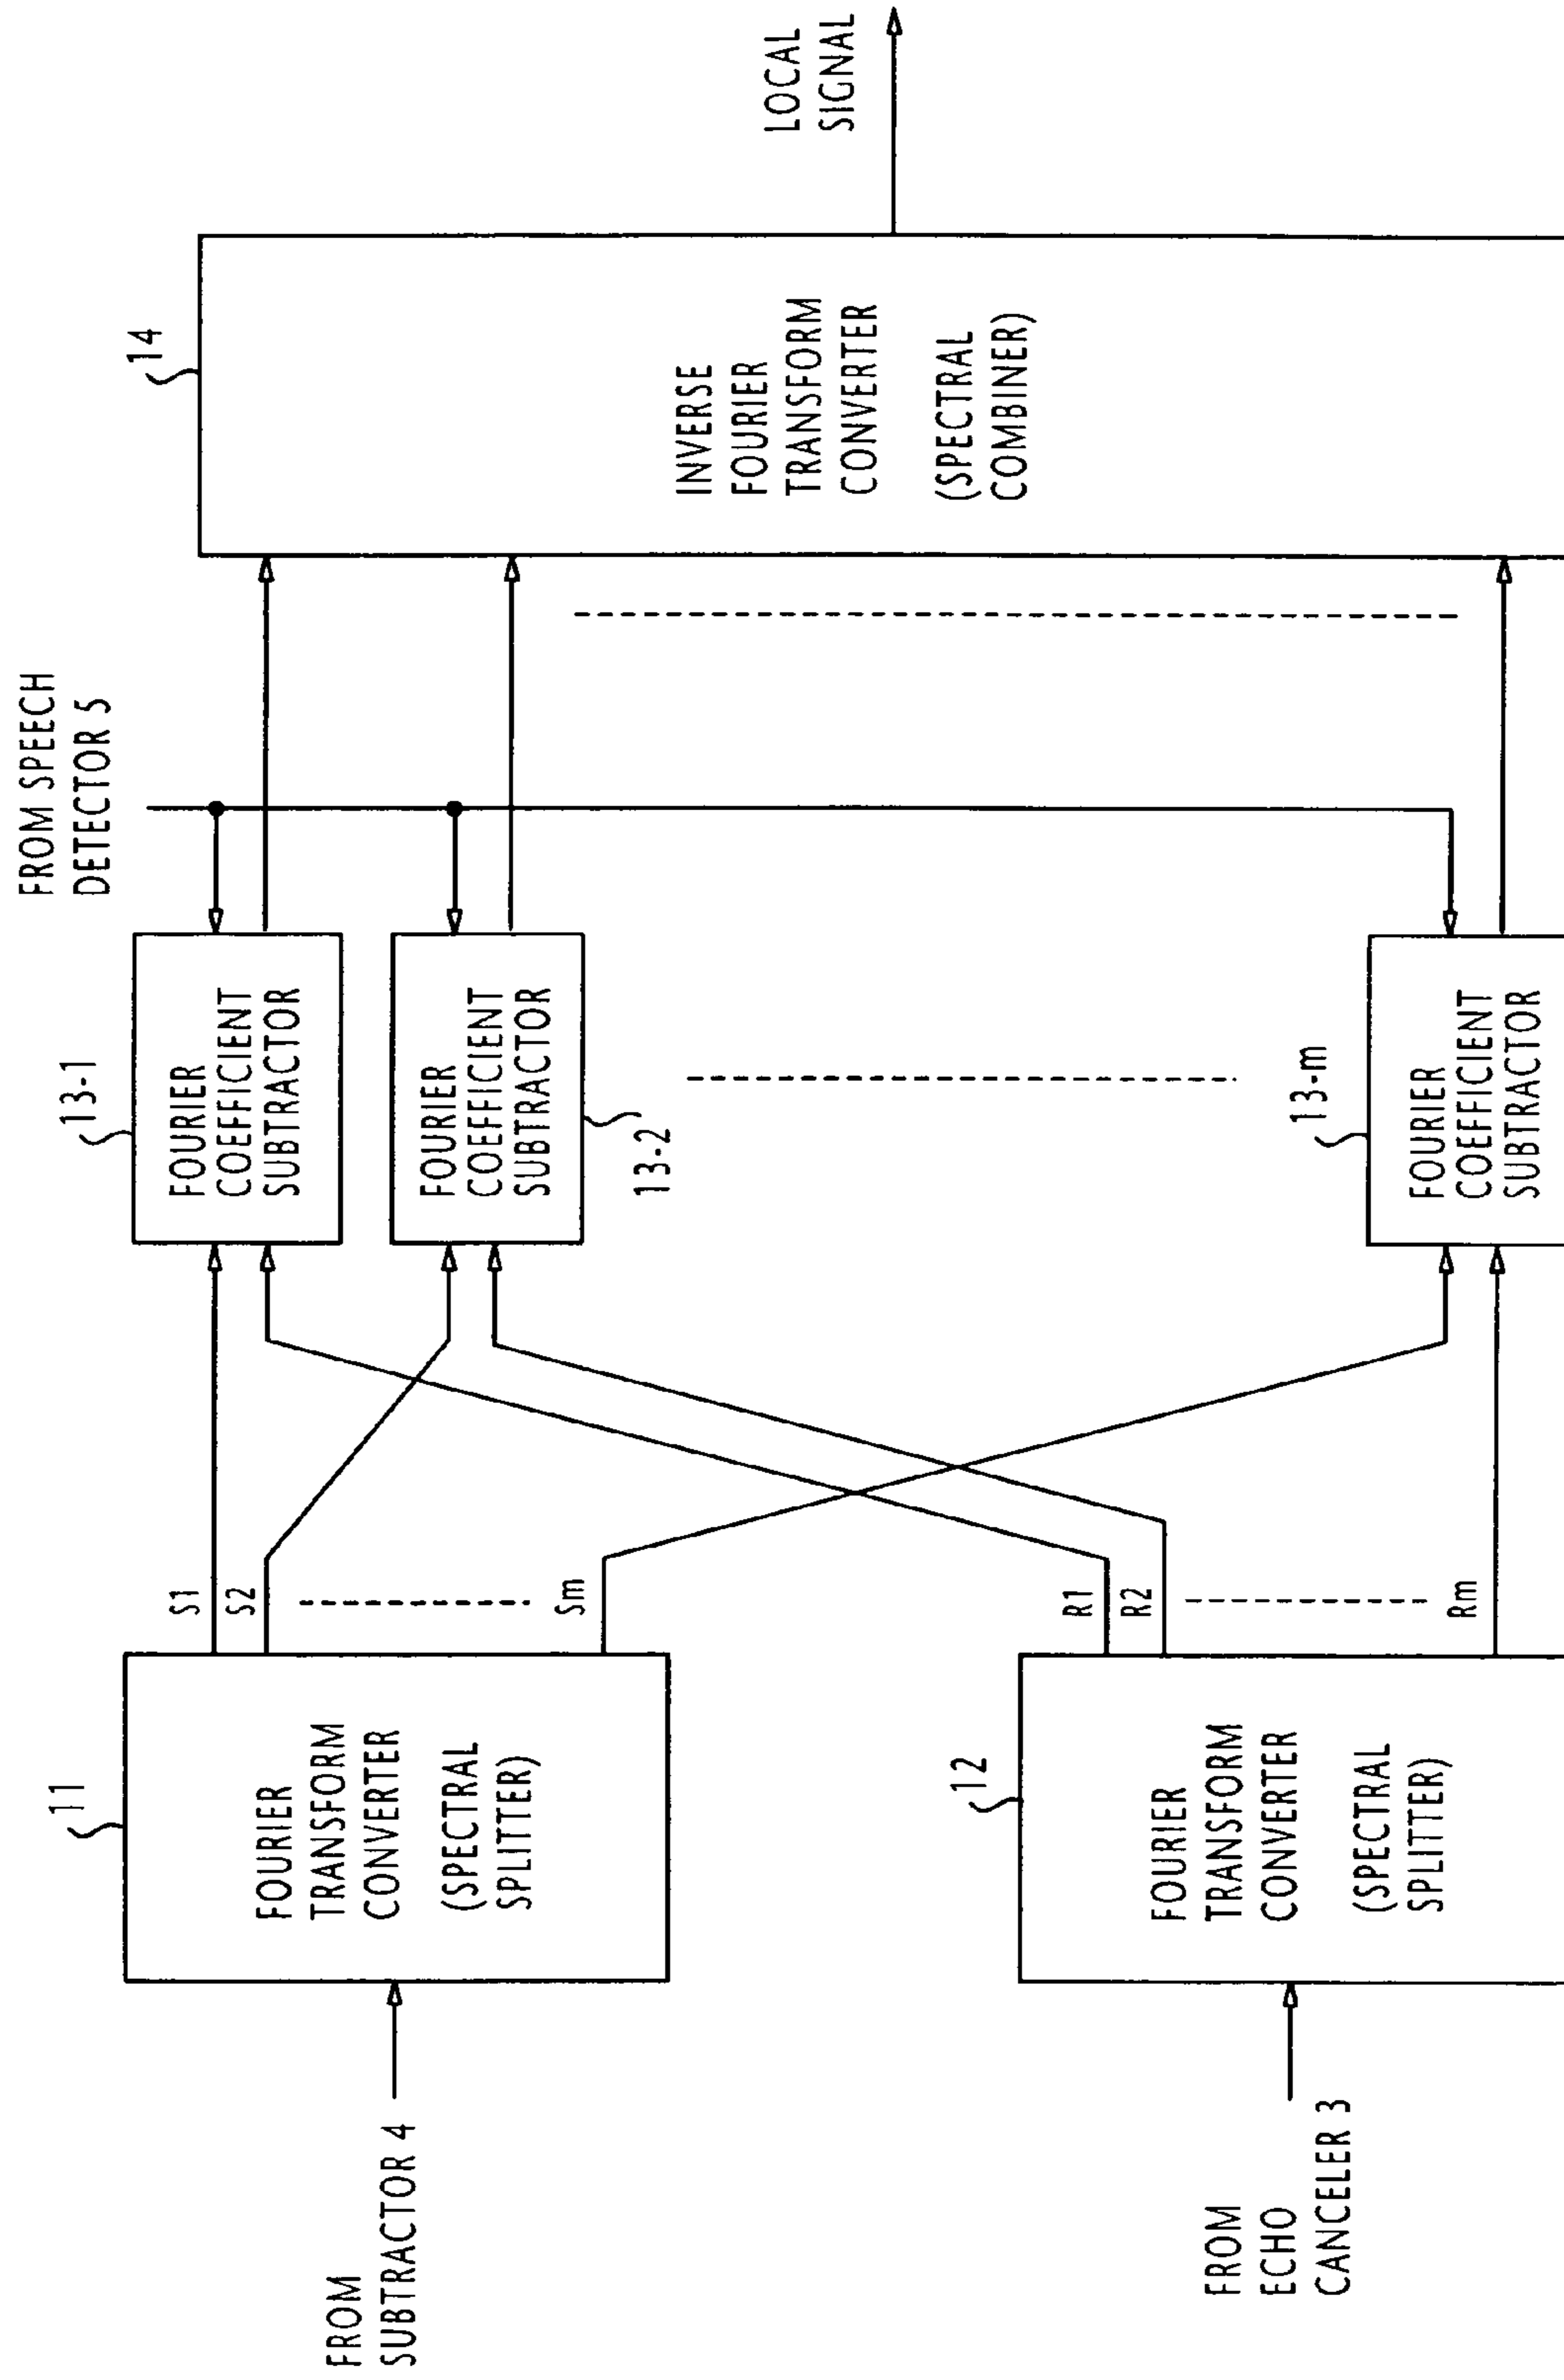 FROM
SUBTRACTOR 4
11
FOURIER
TRANSFORM
CONVERTER
(SPECTRAL
SPLITTER)
S1
S2
Sm
FROM
ECHO
CANCELER 3
12
FOURIER
TRANSFORM
CONVERTER
(SPECTRAL
SPLITTER)
R1
R2
Rm
13-1
FOURIER
COEFFICIENT
SUBTRACTOR
FOURIER
COEFFICIENT
SUBTRACTOR
13-2
13-m
FOURIER
COEFFICIENT
SUBTRACTOR
FROM SPEECH
DETECTOR 5
14
INVERSE
FOURIER
TRANSFORM
CONVERTER
(SPECTRAL
COMBINER)
LOCAL
SIGNAL